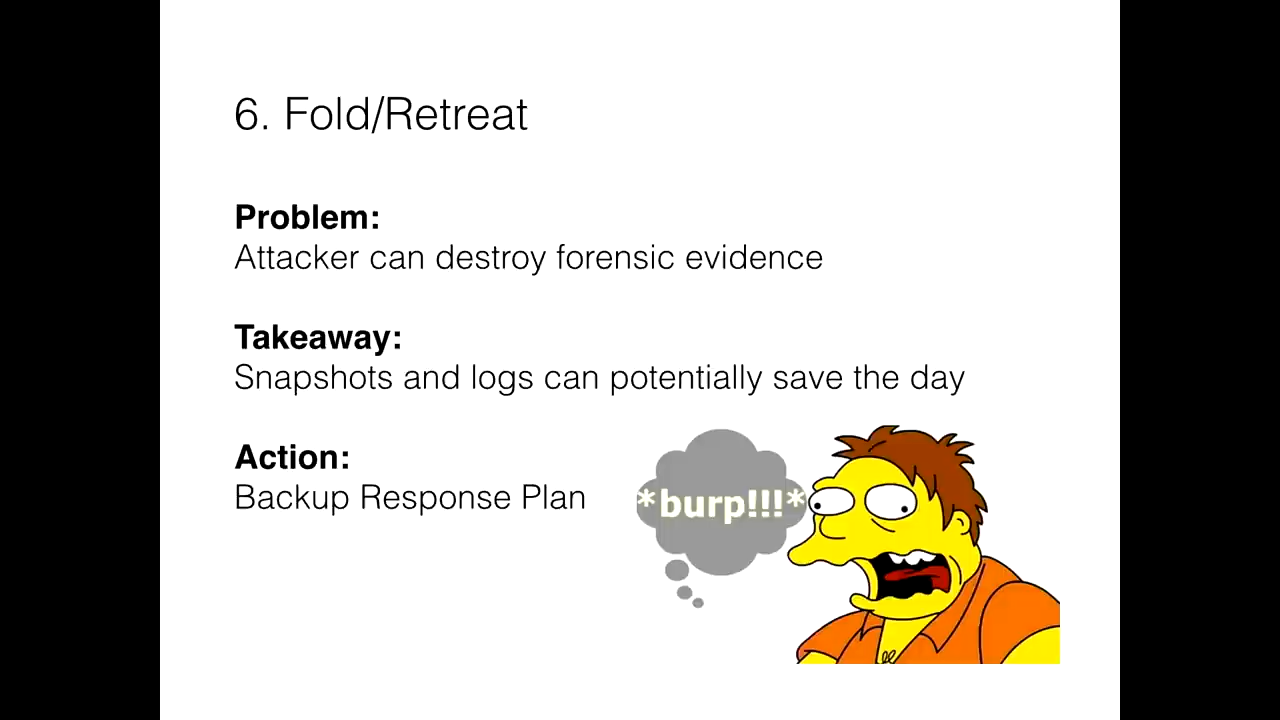 6. Fold/Retreat
Problem:
Attacker can destroy forensic evidence
Takeaway:
Snapshots and logs can potentially save the day
Action:
Backup Response Plan
*burp!!!*